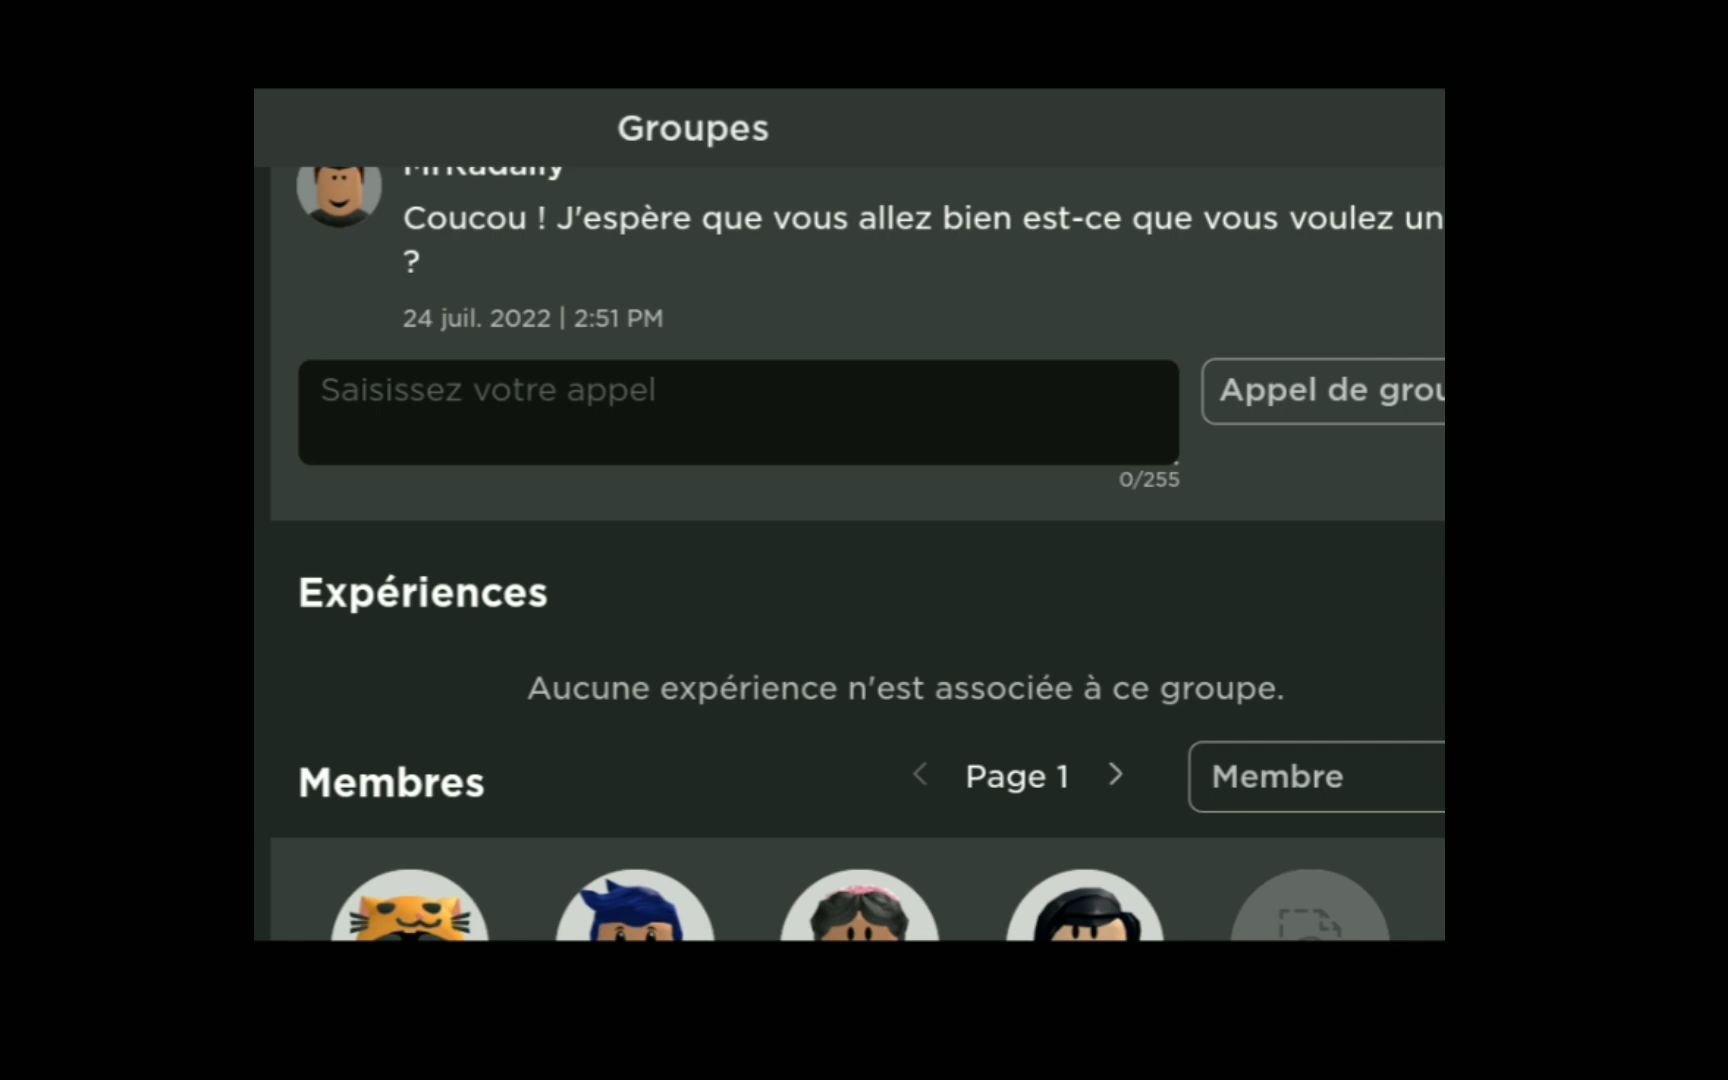 Groupes
Coucou ! J'espère que vous allez bien est-ce que vous voulez un
?
24 juil. 2022 | 2:51 PM
Saisissez votre appel
Appel de grou
0/255
Expériences
Aucune expérience n'est associée à ce groupe.
Membres
Page 1
Membre